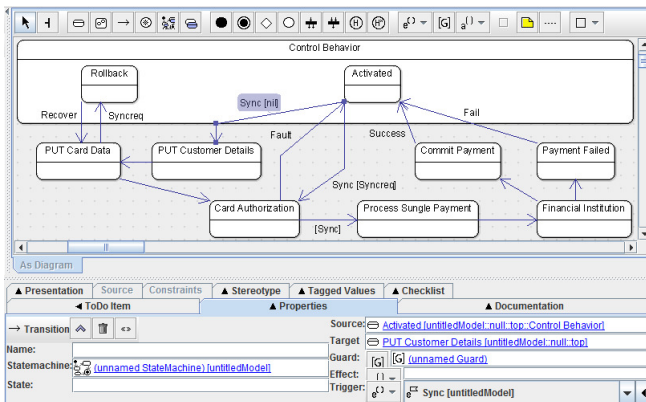 H H*
e() [G] a()
Control Behavior
Rollback
Activated
Sync [nil]
Recover
Syncreq
Fail
Fault
Success
PUT Card Data
PUT Customer Details
Commit Payment
Payment Failed
Sync [Syncreq]
Card Authorization
Process Sungle Payment
Financial Institution
[Sync]
As Diagram
▲ Presentation Source Constraints ▲ Stereotype ▲ Tagged Values ▲ Checklist
◄ ToDo Item ▲ Properties ▲ Documentation
→ Transition
Source: Activated [untitledModel::null::top::Control Behavior]
Target PUT Customer Details [untitledModel::null::top]
Name:
Guard: [G] [G] (unnamed Guard)
Statemachine: (unnamed StateMachine) [untitledModel]
Effect: ()
State:
Trigger: e() e Sync [untitledModel]